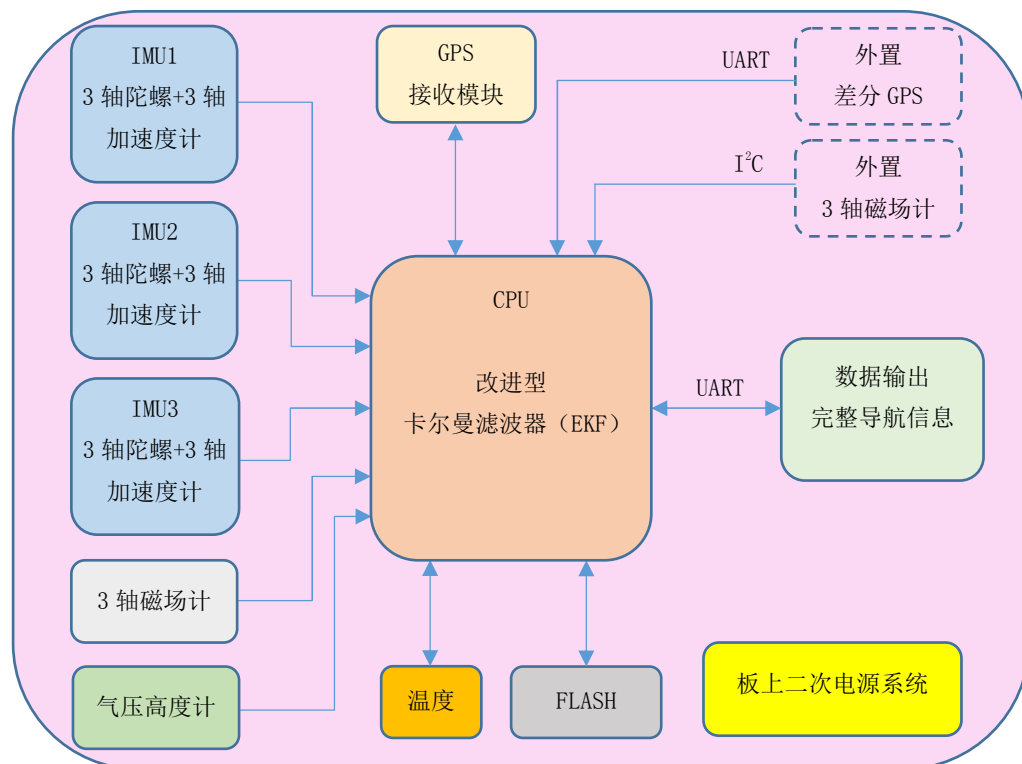 IMU1
3 轴陀螺+3 轴
加速度计
GPS
接收模块
UART
外置
差分 GPS
I²C
外置
3 轴磁场计
IMU2
3 轴陀螺+3 轴
加速度计
CPU
改进型
卡尔曼滤波器（EKF）
UART
数据输出
完整导航信息
IMU3
3 轴陀螺+3 轴
加速度计
3 轴磁场计
气压高度计
温度
FLASH
板上二次电源系统